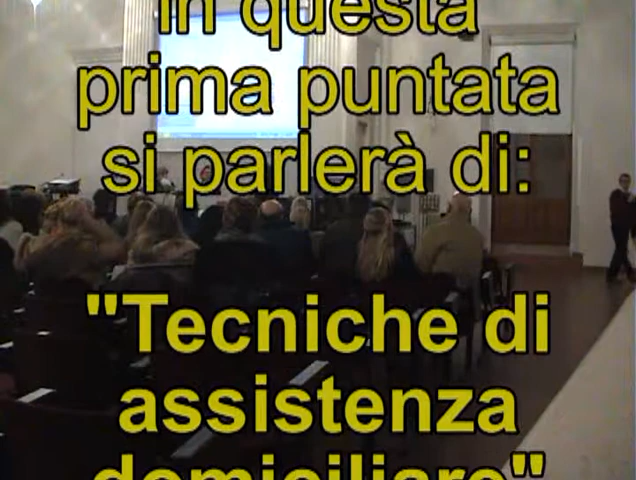 in questa
prima puntata
si parlerà di:
"Tecniche di
assistenza
domiciliare"